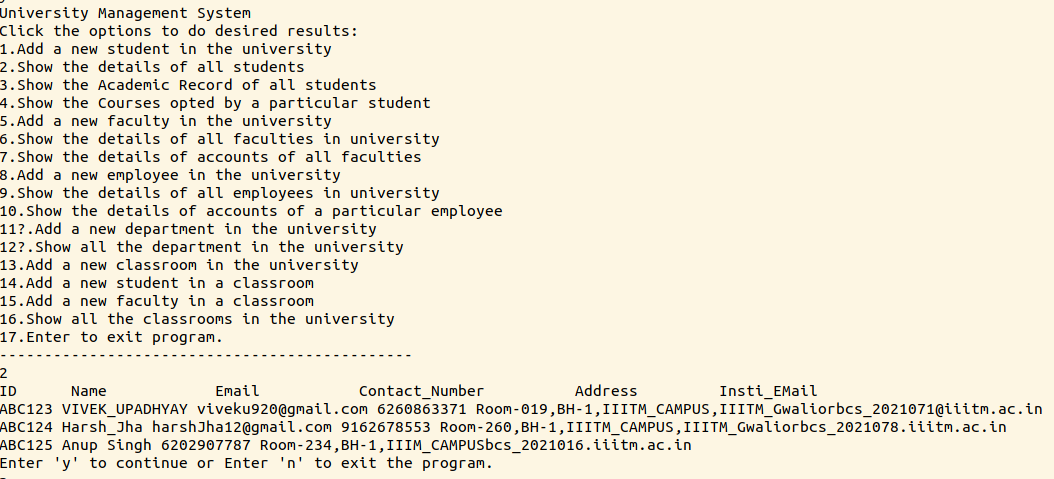 University Management System
Click the options to do desired results:
1.Add a new student in the university
2.Show the details of all students
3.Show the Academic Record of all students
4.Show the Courses opted by a particular student
5.Add a new faculty in the university
6.Show the details of all faculties in university
7.Show the details of accounts of all faculties
8.Add a new employee in the university
9.Show the details of all employees in university
10.Show the details of accounts of a particular employee
11?.Add a new department in the university
12?.Show all the department in the university
13.Add a new classroom in the university
14.Add a new student in a classroom
15.Add a new faculty in a classroom
16.Show all the classrooms in the university
17.Enter to exit program.
----------------------------------------------
2
ID      Name            Email           Contact_Number          Address         Insti_EMail
ABC123 VIVEK_UPADHYAY viveku920@gmail.com 6260863371 Room-019,BH-1,IIITM_CAMPUS,IIITM_Gwaliorbcs_2021071@iiitm.ac.in
ABC124 Harsh_Jha harshJha12@gmail.com 9162678553 Room-260,BH-1,IIITM_CAMPUS,IIITM_Gwaliorbcs_2021078.iiitm.ac.in
ABC125 Anup Singh 6202907787 Room-234,BH-1,IIIM_CAMPUSbcs_2021016.iiitm.ac.in
Enter 'y' to continue or Enter 'n' to exit the program.